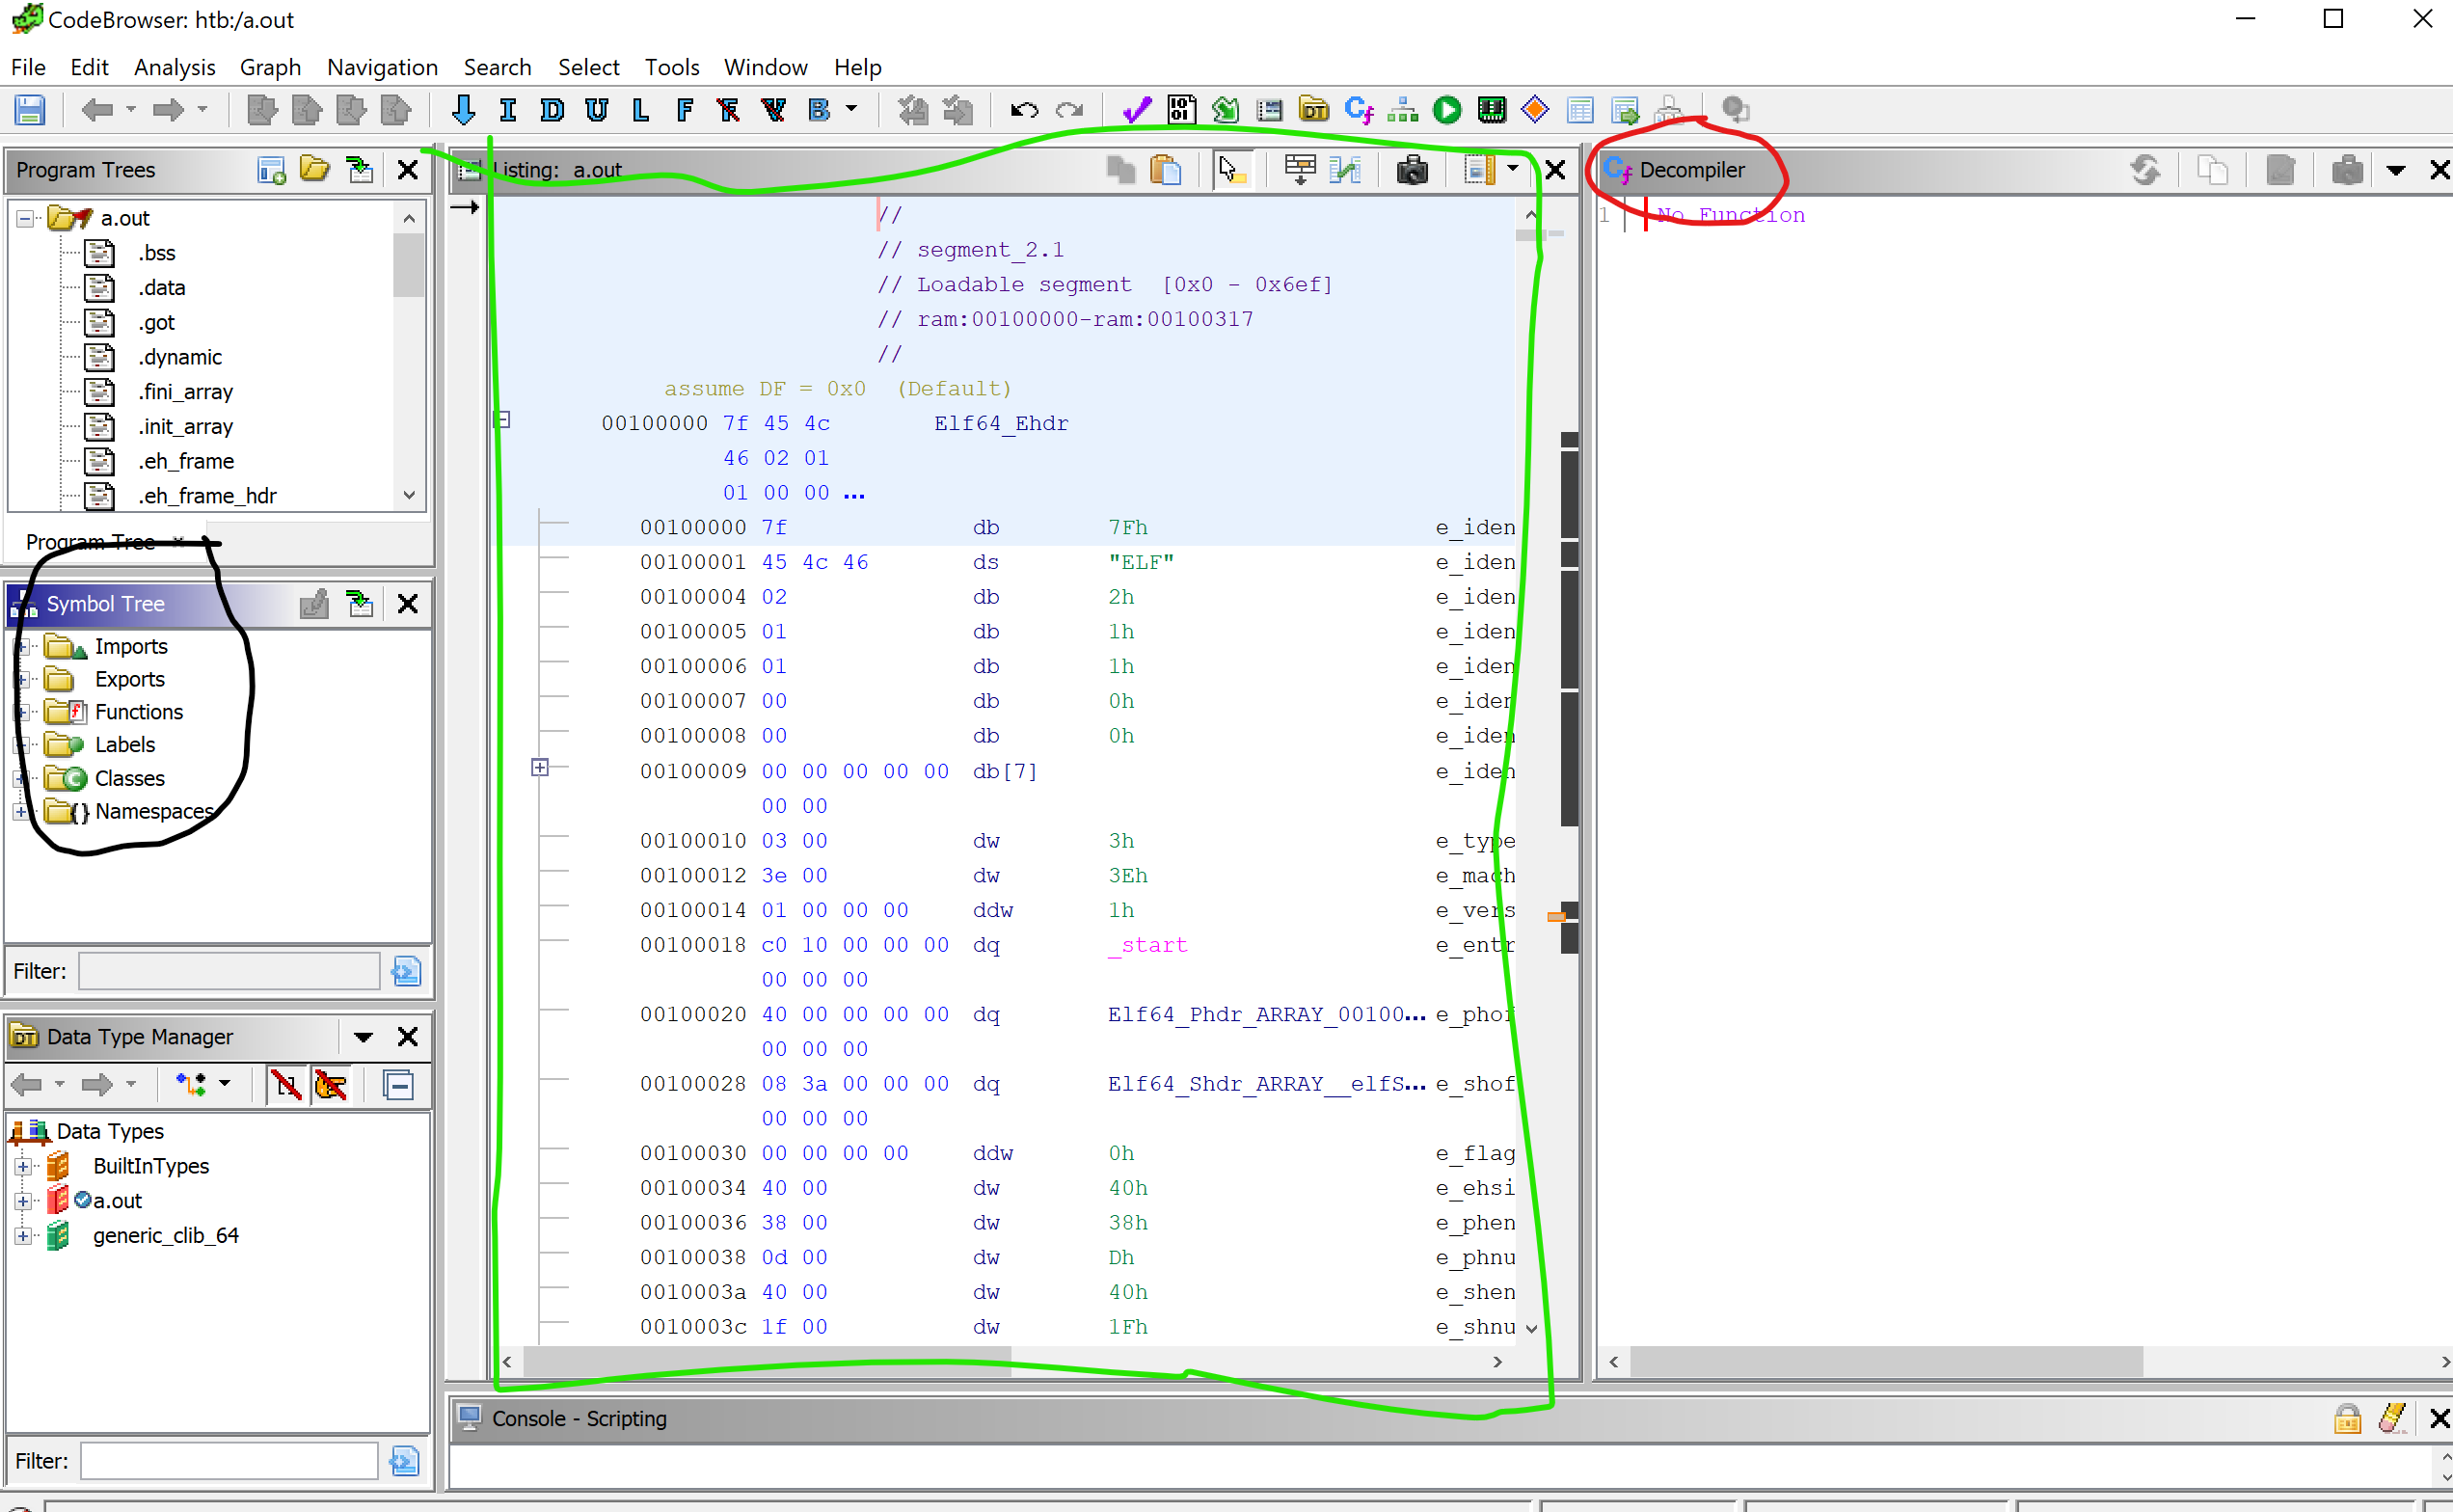 CodeBrowser: htb:/a.out
File Edit Analysis Graph Navigation Search Select Tools Window Help
I D U L F F V B
Program Trees
a.out
.bss
.data
.got
.dynamic
.fini_array
.init_array
.eh_frame
.eh_frame_hdr
Program Tree
Symbol Tree
Imports
Exports
Functions
Labels
Classes
Namespaces
Filter:
Data Type Manager
Data Types
BuiltInTypes
a.out
generic_clib_64
Filter:
Listing: a.out
//
// segment_2.1
// Loadable segment [0x0 - 0x6ef]
// ram:00100000-ram:00100317
//
assume DF = 0x0 (Default)
00100000 7f 45 4c Elf64_Ehdr
46 02 01
01 00 00 ...
00100000 7f db 7Fh e_iden
00100001 45 4c 46 ds "ELF" e_iden
00100004 02 db 2h e_iden
00100005 01 db 1h e_iden
00100006 01 db 1h e_iden
00100007 00 db 0h e_iden
00100008 00 db 0h e_iden
00100009 00 00 00 00 00 db[7] e_iden
00 00
00100010 03 00 dw 3h e_type
00100012 3e 00 dw 3Eh e_mach
00100014 01 00 00 00 ddw 1h e_vers
00100018 c0 10 00 00 00 dq _start e_entr
00 00 00
00100020 40 00 00 00 00 dq Elf64_Phdr_ARRAY_00100... e_phof
00 00 00
00100028 08 3a 00 00 00 dq Elf64_Shdr_ARRAY__elfS... e_shof
00 00 00
00100030 00 00 00 00 ddw 0h e_flag
00100034 40 00 dw 40h e_ehsi
00100036 38 00 dw 38h e_phen
00100038 0d 00 dw Dh e_phnu
0010003a 40 00 dw 40h e_shen
0010003c 1f 00 dw 1Fh e_shnu
Decompiler
1 No Function
Console - Scripting